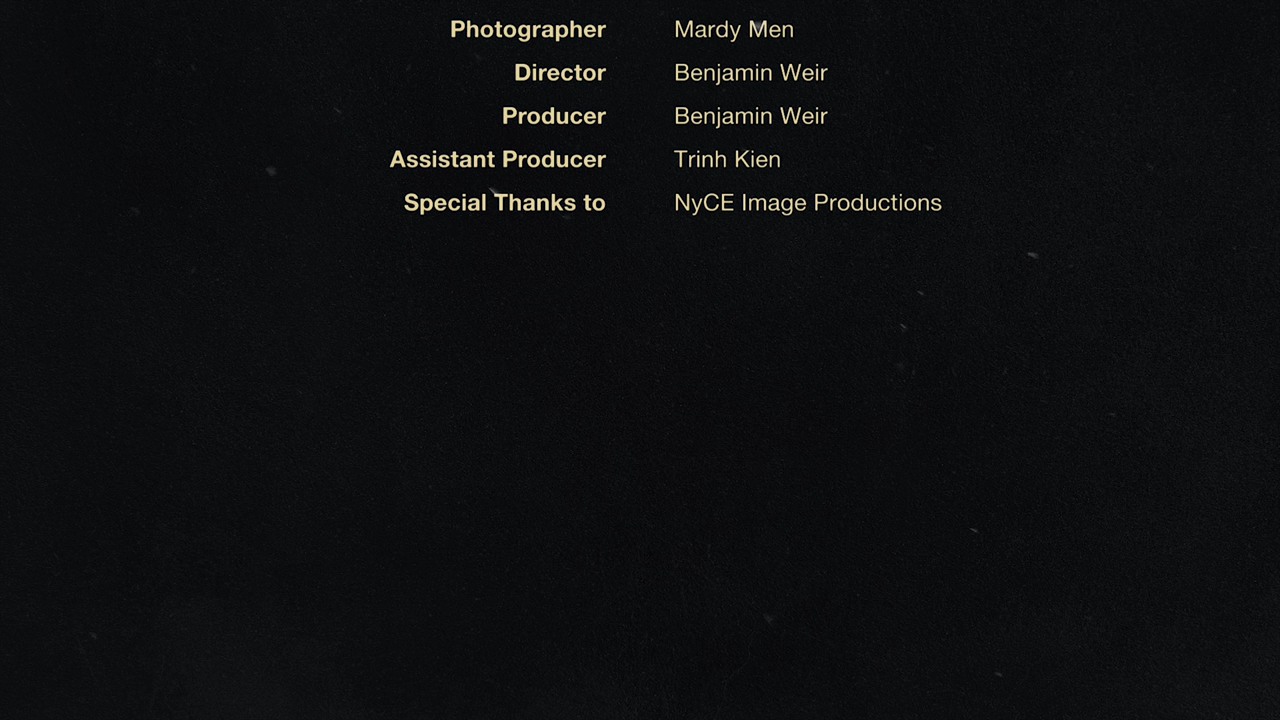 Photographer Mardy Men
Director Benjamin Weir
Producer Benjamin Weir
Assistant Producer Trinh Kien
Special Thanks to NyCE Image Productions